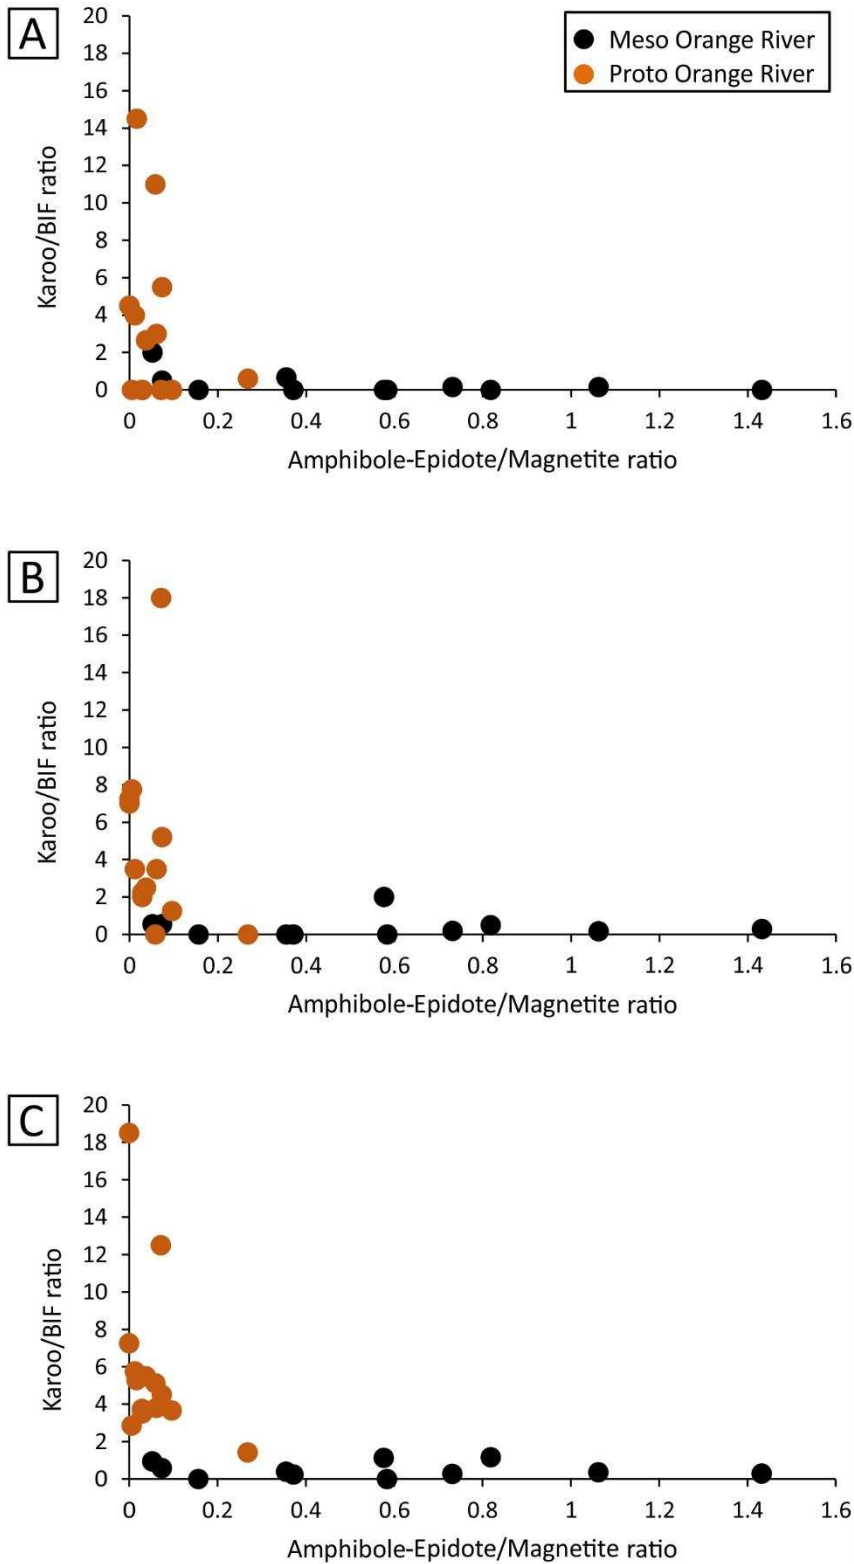 A
Meso Orange River
Proto Orange River
20
18
16
14
12
10
8
6
4
2
0
Karoo/BIF ratio
0 0.2 0.4 0.6 0.8 1 1.2 1.4 1.6
Amphibole-Epidote/Magnetite ratio
B
20
18
16
14
12
10
8
6
4
2
0
Karoo/BIF ratio
0 0.2 0.4 0.6 0.8 1 1.2 1.4 1.6
Amphibole-Epidote/Magnetite ratio
C
20
18
16
14
12
10
8
6
4
2
0
Karoo/BIF ratio
0 0.2 0.4 0.6 0.8 1 1.2 1.4 1.6
Amphibole-Epidote/Magnetite ratio